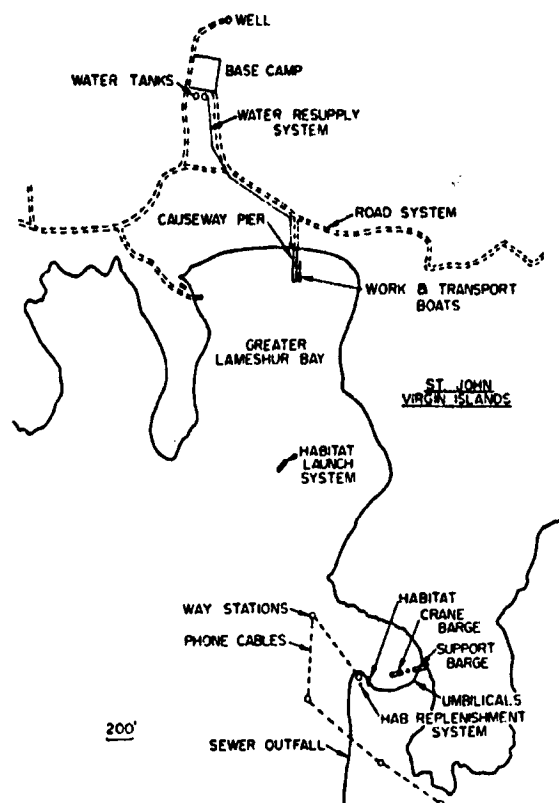 WELL
BASE CAMP
WATER TANKS
WATER RESUPPLY
SYSTEM
ROAD SYSTEM
CAUSEWAY PIER
WORK & TRANSPORT
BOATS
GREATER
LAMESHUR BAY
ST. JOHN
VIRGIN ISLANDS
HABITAT
LAUNCH
SYSTEM
HABITAT
WAY STATIONS
CRANE
BARGE
PHONE CABLES
SUPPORT
BARGE
UMBILICALS
HAB REPLENISHMENT
SYSTEM
200'
SEWER OUTFALL